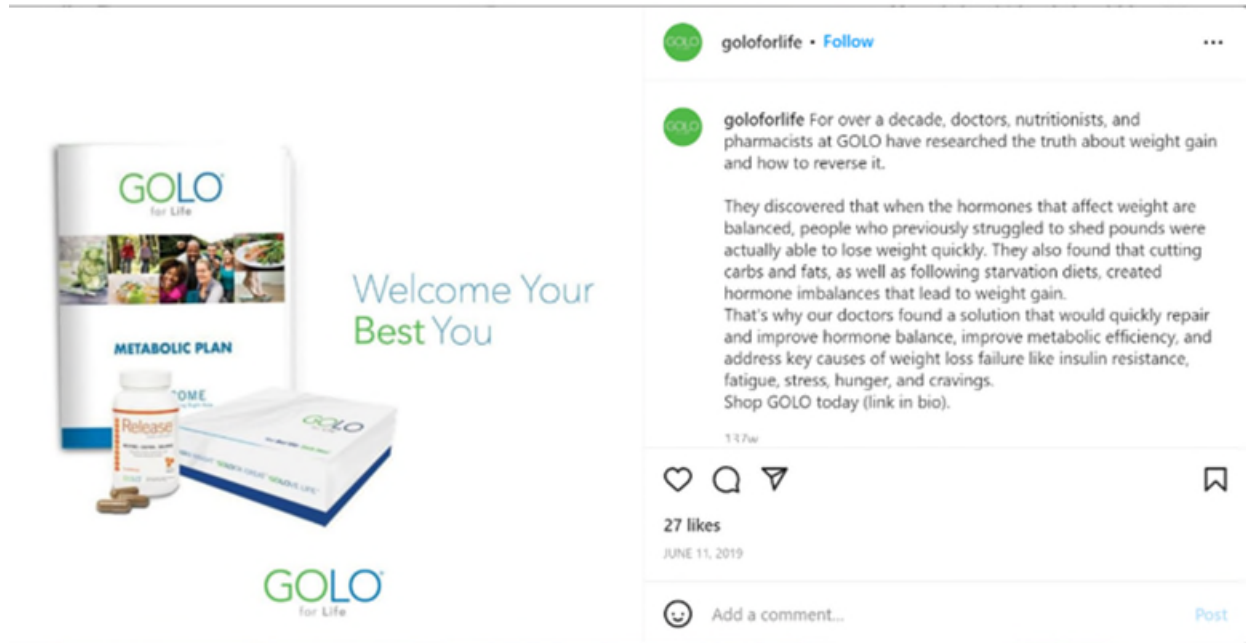 GOLO
for Life
METABOLIC PLAN
Release
GOLO
for Life
Welcome Your
Best You
GOLO
for Life
GOLO
goloforlife • Follow
GOLO
goloforlife For over a decade, doctors, nutritionists, and
pharmacists at GOLO have researched the truth about weight gain
and how to reverse it.
They discovered that when the hormones that affect weight are
balanced, people who previously struggled to shed pounds were
actually able to lose weight quickly. They also found that cutting
carbs and fats, as well as following starvation diets, created
hormone imbalances that lead to weight gain.
That's why our doctors found a solution that would quickly repair
and improve hormone balance, improve metabolic efficiency, and
address key causes of weight loss failure like insulin resistance,
fatigue, stress, hunger, and cravings.
Shop GOLO today (link in bio).
137w
27 likes
JUNE 11, 2019
Add a comment...
Post